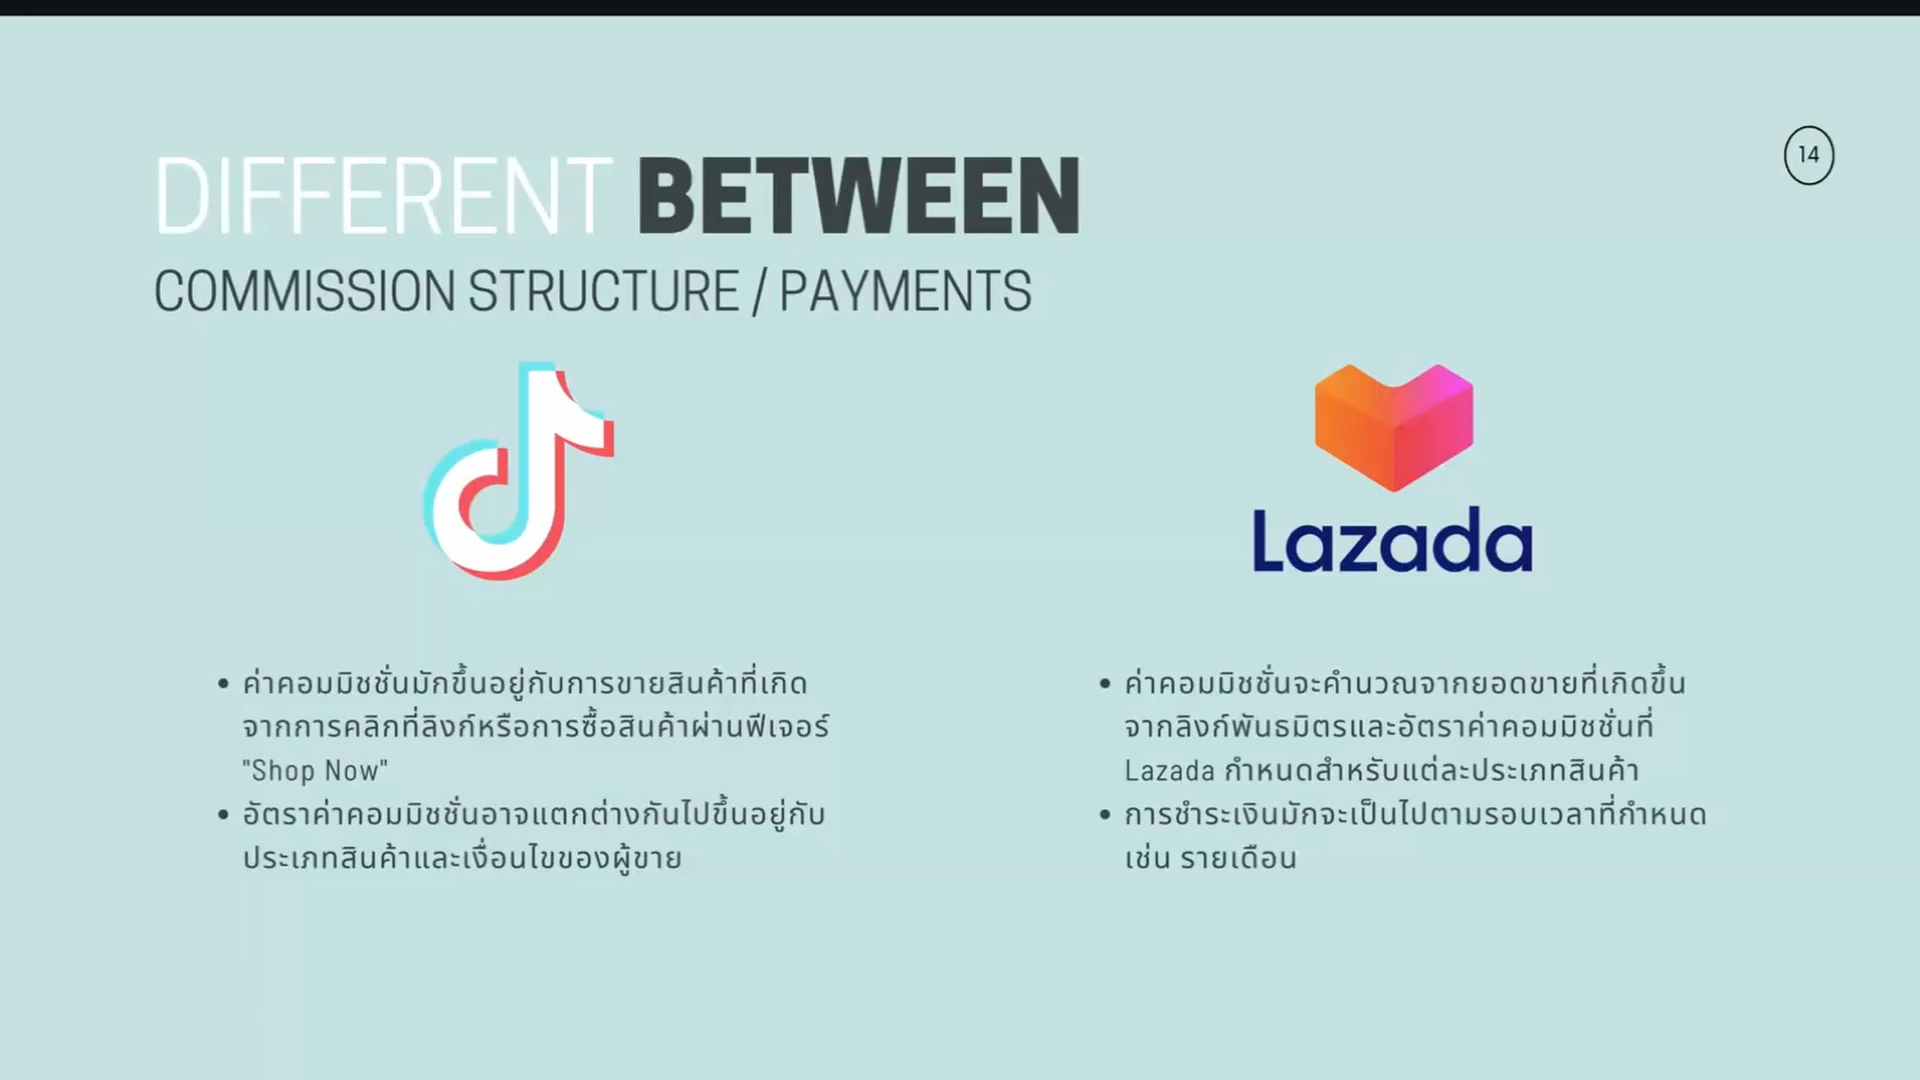 14
DIFFERENT BETWEEN
COMMISSION STRUCTURE / PAYMENTS
Lazada
• ค่าคอมมิชชั่นมักขึ้นอยู่กับการขายสินค้าที่เกิด
จากการคลิกที่ลิงก์หรือการซื้อสินค้าผ่านฟีเจอร์
"Shop Now"
• อัตราค่าคอมมิชชั่นอาจแตกต่างกันไปขึ้นอยู่กับ
ประเภทสินค้าและเงื่อนไขของผู้ขาย
• ค่าคอมมิชชั่นจะคำนวณจากยอดขายที่เกิดขึ้น
จากลิงก์พันธมิตรและอัตราค่าคอมมิชชั่นที่
Lazada กำหนดสำหรับแต่ละประเภทสินค้า
• การชำระเงินมักจะเป็นไปตามรอบเวลาที่กำหนด
เช่น รายเดือน